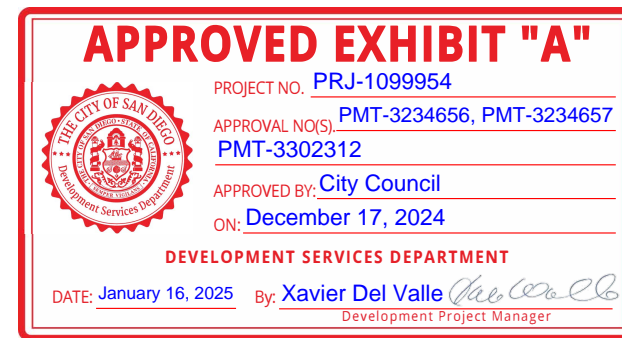 APPROVED EXHIBIT "A"
PROJECT NO. PRJ-1099954
APPROVAL NO(S). PMT-3234656, PMT-3234657
PMT-3302312
APPROVED BY: City Council
ON: December 17, 2024
THE CITY OF SAN DIEGO
Development Services Department
DEVELOPMENT SERVICES DEPARTMENT
DATE: January 16, 2025 By: Xavier Del Valle
Development Project Manager